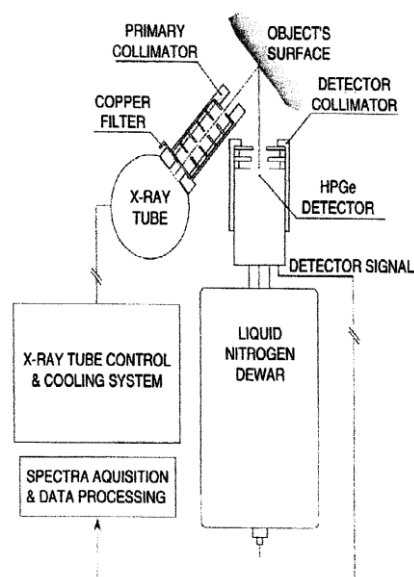 PRIMARY
COLLIMATOR
OBJECT'S
SURFACE
COPPER
FILTER
DETECTOR
COLLIMATOR
X-RAY
TUBE
HPGe
DETECTOR
DETECTOR SIGNAL
X-RAY TUBE CONTROL
& COOLING SYSTEM
LIQUID
NITROGEN
DEWAR
SPECTRA AQUISITION
& DATA PROCESSING